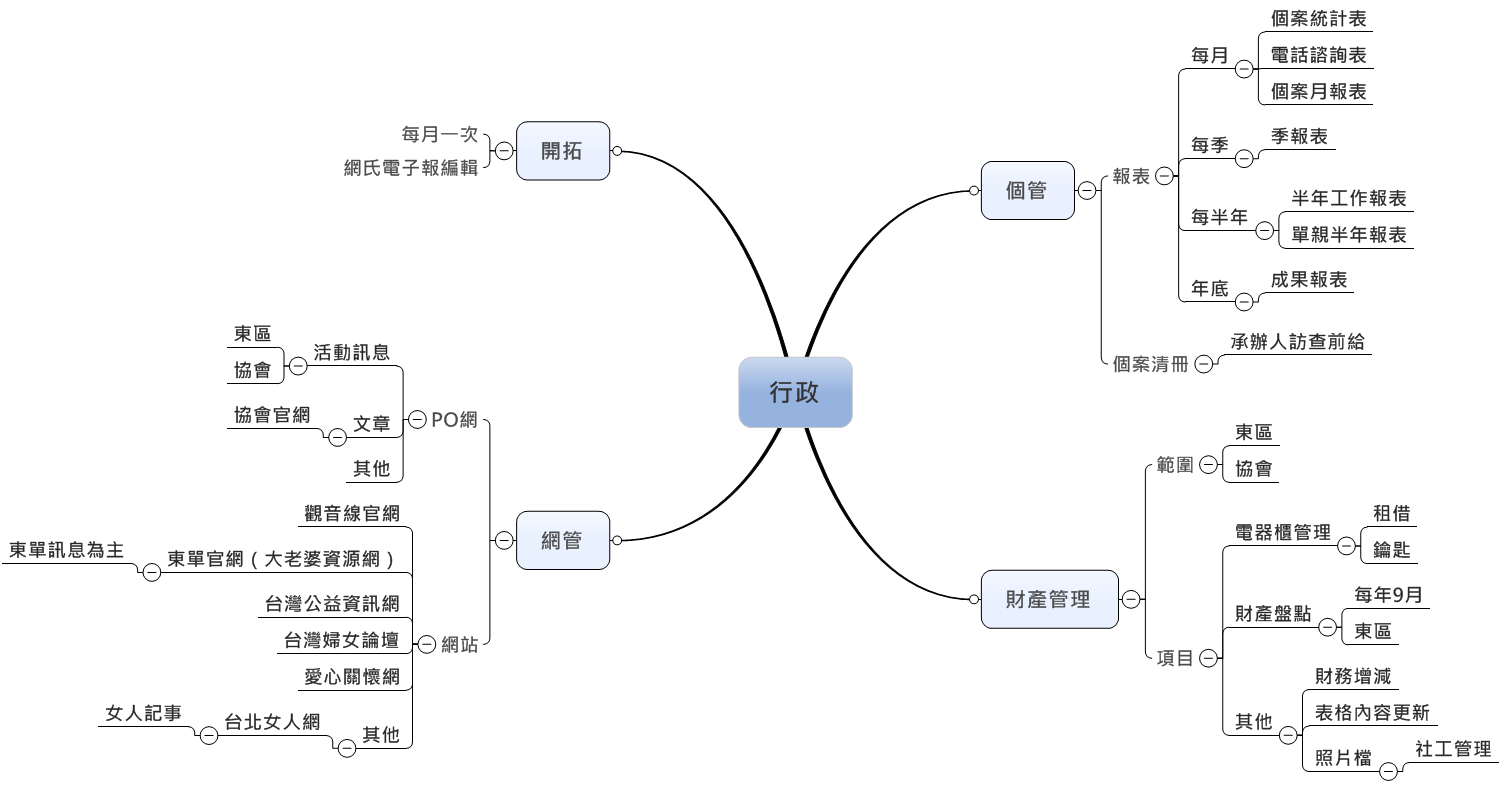 行政
開拓
每月一次
網氏電子報編輯
個管
報表
每月
個案統計表
電話諮詢表
個案月報表
每季
季報表
每半年
半年工作報表
單親半年報表
年底
成果報表
個案清冊
承辦人訪查前給
網管
PO網
活動訊息
東區
協會
文章
協會官網
其他
網站
觀音線官網
東單官網（大老婆資源網）
東單訊息為主
台灣公益資訊網
台灣婦女論壇
愛心關懷網
其他
台北女人網
女人記事
財產管理
範圍
東區
協會
項目
電器櫃管理
租借
鑰匙
財產盤點
每年9月
東區
其他
財務增減
表格內容更新
照片檔
社工管理